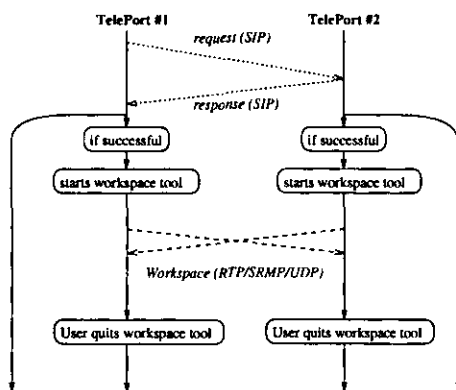 TelePort #1 TelePort #2
request (SIP)
response (SIP)
if successful if successful
starts workspace tool starts workspace tool
Workspace (RTP/SRMP/UDP)
User quits workspace tool User quits workspace tool